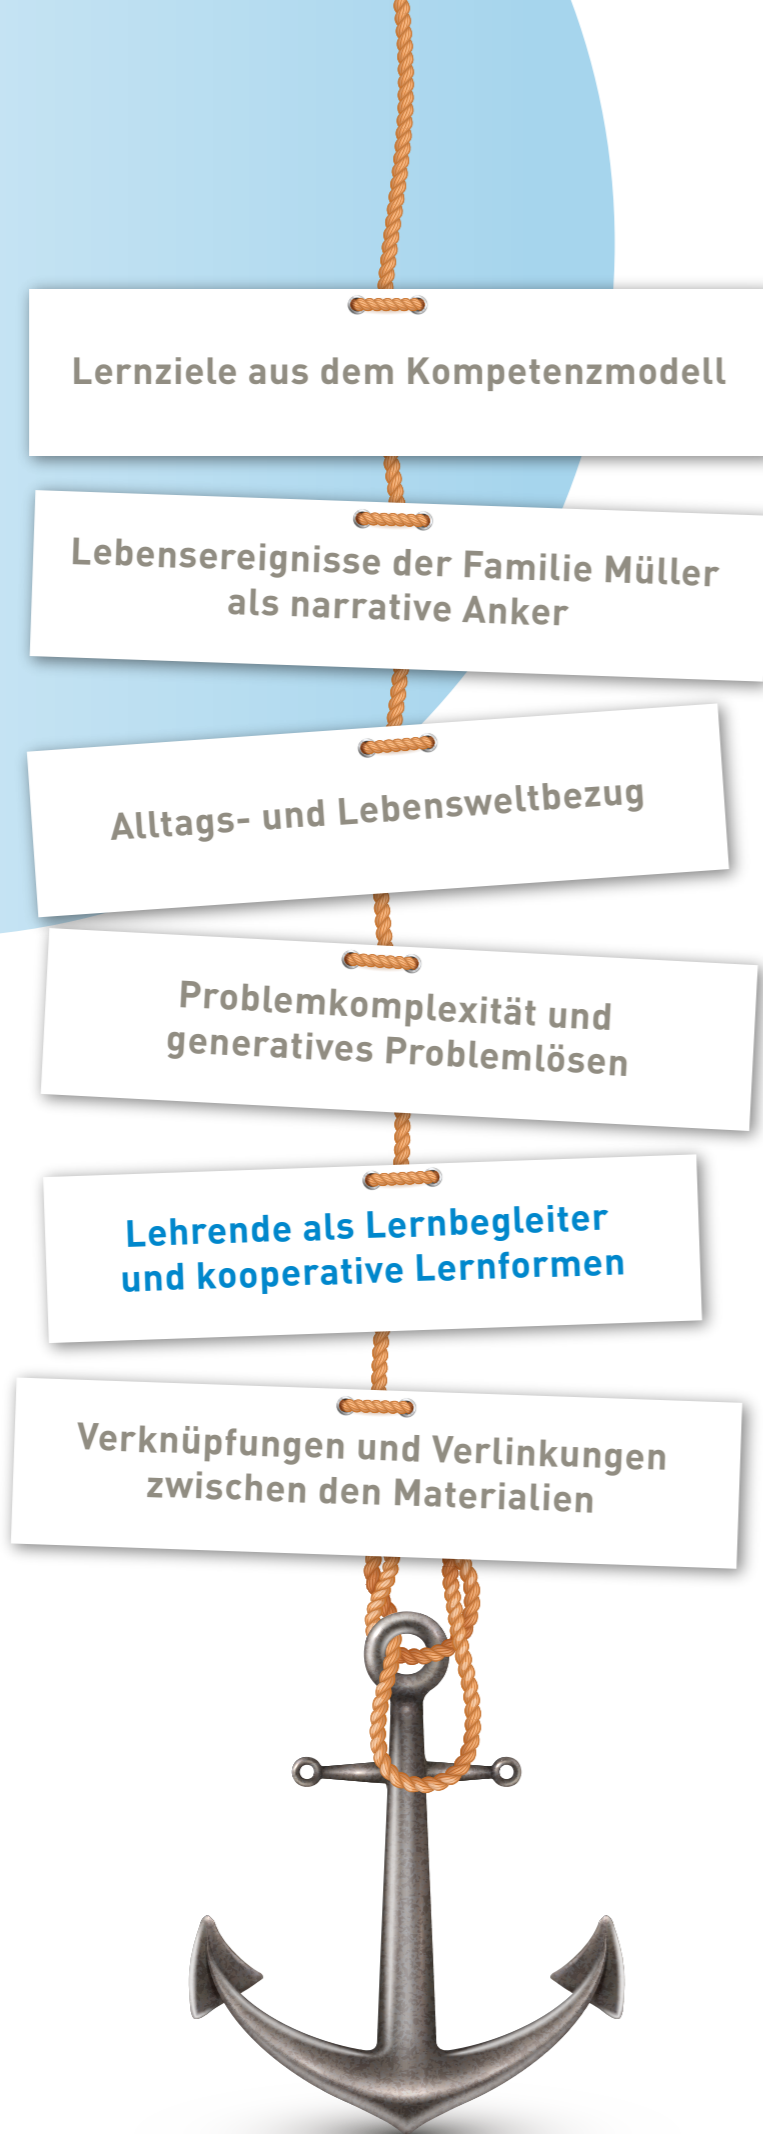 Lernziele aus dem Kompetenzmodell
Lebensereignisse der Familie Müller
als narrative Anker
Alltags- und Lebensweltbezug
Problemkomplexität und
generatives Problemlösen
Lehrende als Lernbegleiter
und kooperative Lernformen
Verknüpfungen und Verlinkungen
zwischen den Materialien